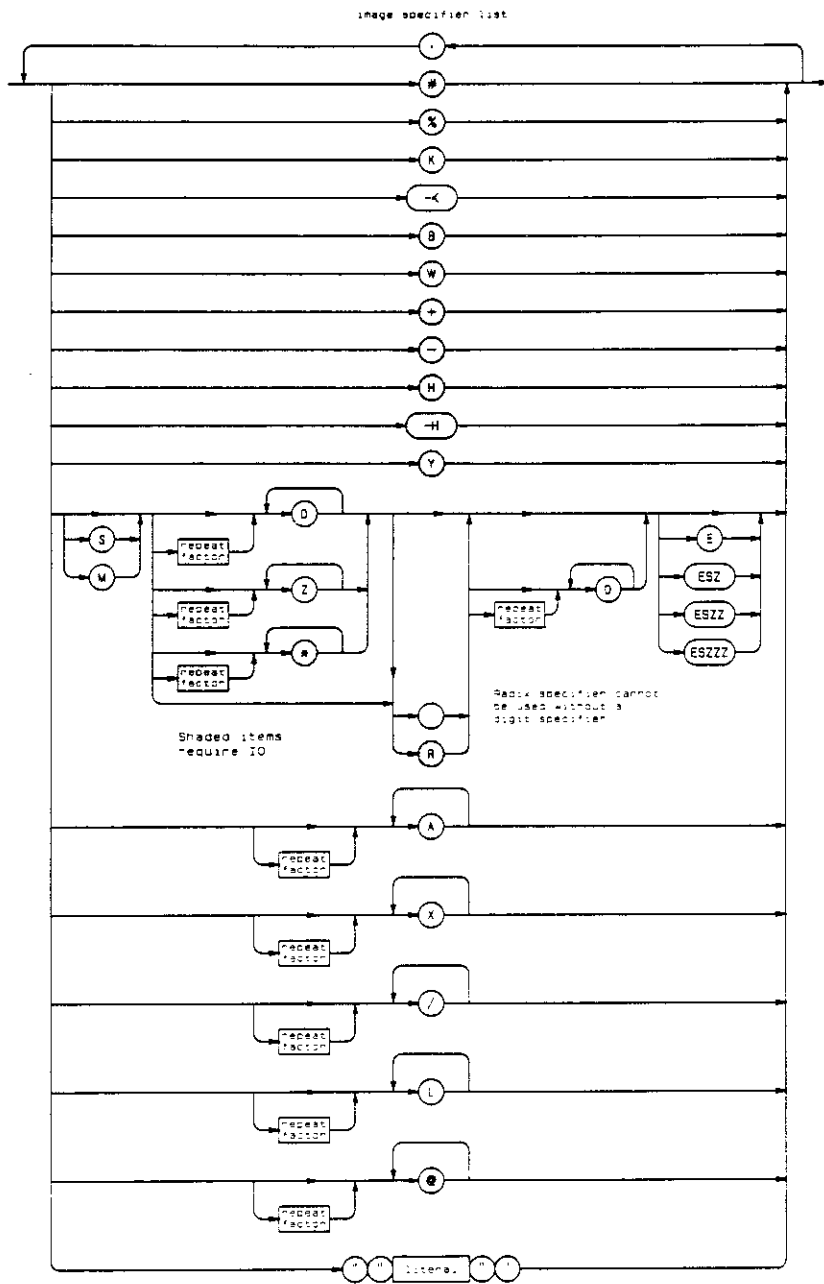 image specifier list
#
%
K
-K
B
W
+
-
H
-H
Y
D
S
E
repeat factor
M
Z
D
ESZ
repeat factor
repeat factor
ESZZ
*
ESZZZ
repeat factor
Radix specifier cannot
be used without a
digit specifier
Shaded items
require IO
R
A
repeat factor
X
repeat factor
/
repeat factor
L
repeat factor
@
repeat factor
" " literal " "